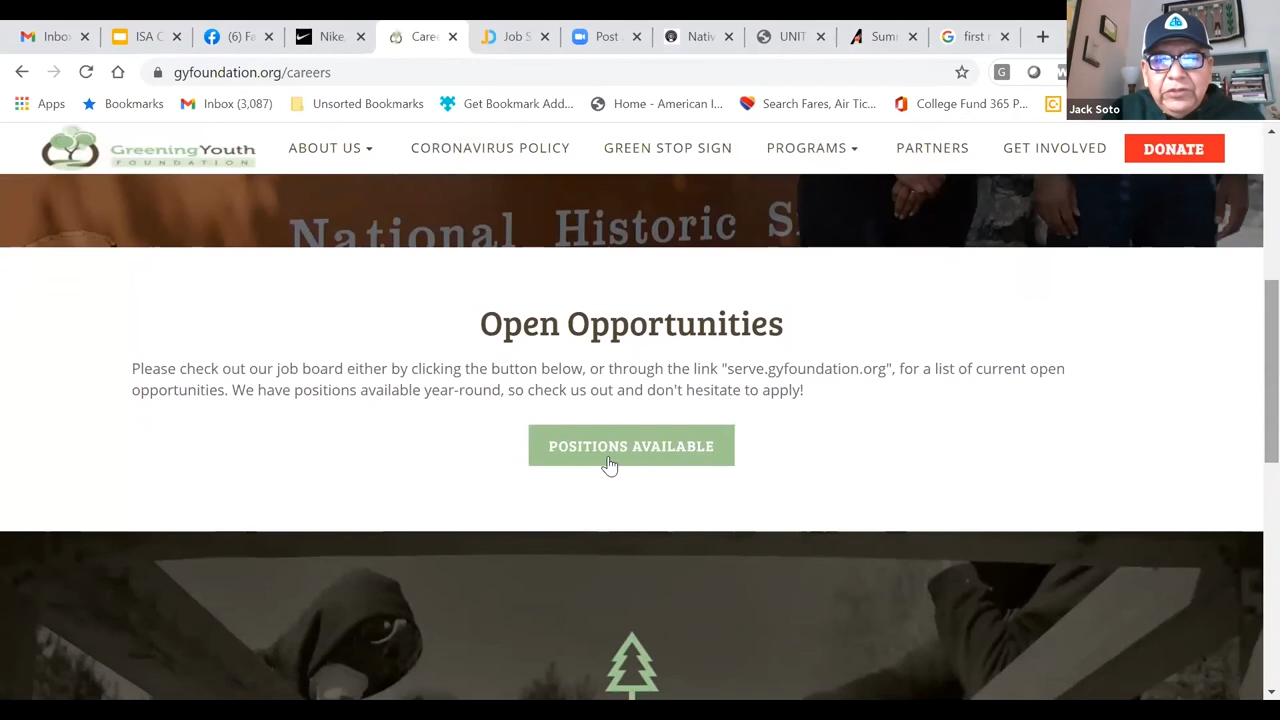 Inbo
ISA C
(6) Fa
Nike.
Caree
Job S
Post
Nativ
UNIT
Sum
first r
gyfoundation.org/careers
Apps
Bookmarks
Inbox (3,087)
Unsorted Bookmarks
Get Bookmark Add...
Home - American I...
Search Fares, Air Tic...
College Fund 365 P...
Jack Soto
GreeningYouth
FOUNDATION
ABOUT US
CORONAVIRUS POLICY
GREEN STOP SIGN
PROGRAMS
PARTNERS
GET INVOLVED
DONATE
National Historic S
Open Opportunities
Please check out our job board either by clicking the button below, or through the link "serve.gyfoundation.org", for a list of current open
opportunities. We have positions available year-round, so check us out and don't hesitate to apply!
POSITIONS AVAILABLE